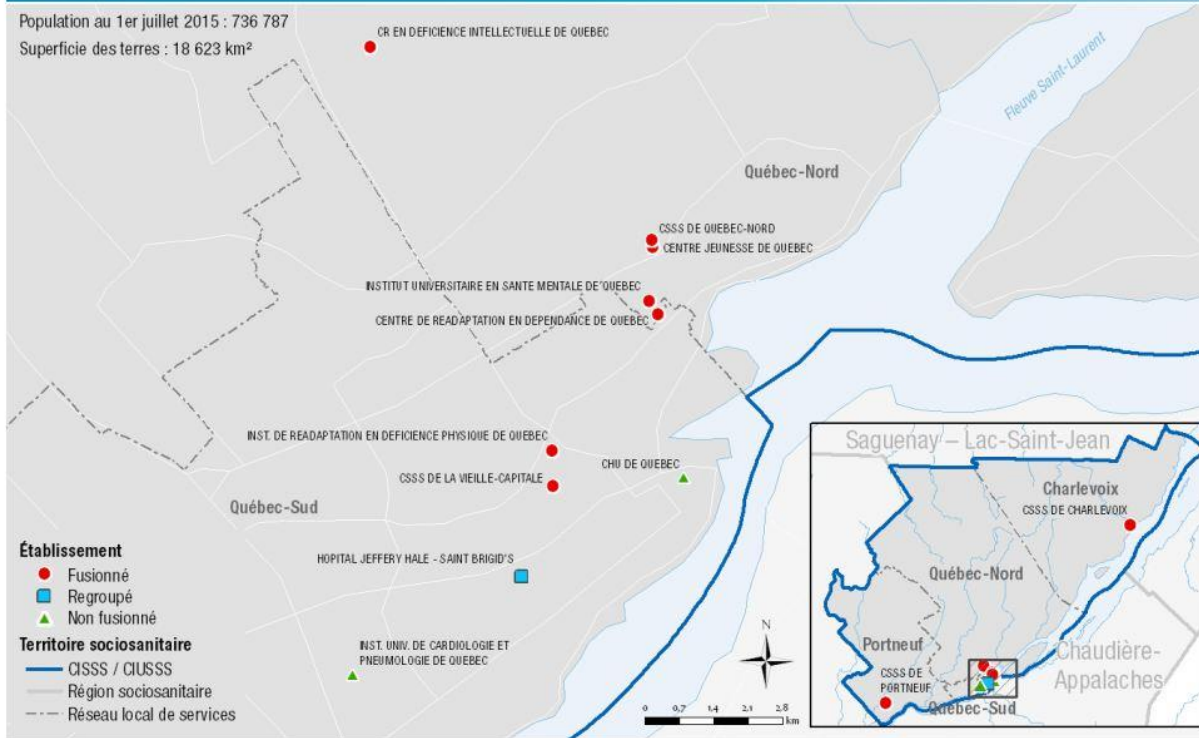 Population au 1er juillet 2015 : 736 787
Superficie des terres : 18 623 km²
CR EN DEFICIENCE INTELLECTUELLE DE QUEBEC
Fleuve Saint-Laurent
Québec-Nord
CSSS DE QUEBEC-NORD
CENTRE JEUNESSE DE QUEBEC
INSTITUT UNIVERSITAIRE EN SANTE MENTALE DE QUEBEC
CENTRE DE READAPTATION EN DEPENDANCE DE QUEBEC
INST. DE READAPTATION EN DEFICIENCE PHYSIQUE DE QUEBEC
CHU DE QUEBEC
CSSS DE LA VIEILLE-CAPITALE
Québec-Sud
HOPITAL JEFFERY HALE - SAINT BRIGID'S
INST. UNIV. DE CARDIOLOGIE ET
PNEUMOLOGIE DE QUEBEC
Établissement
Fusionné
Regroupé
Non fusionné
Territoire sociosanitaire
CISSS / CIUSSS
Région sociosanitaire
Réseau local de services
N
0 0,7 1,4 2,1 2,8
km
Saguenay – Lac-Saint-Jean
Charlevoix
CSSS DE CHARLEVOIX
Québec-Nord
Portneuf
CSSS DE
PORTNEUF
Chaudière-
Appalaches
Québec-Sud